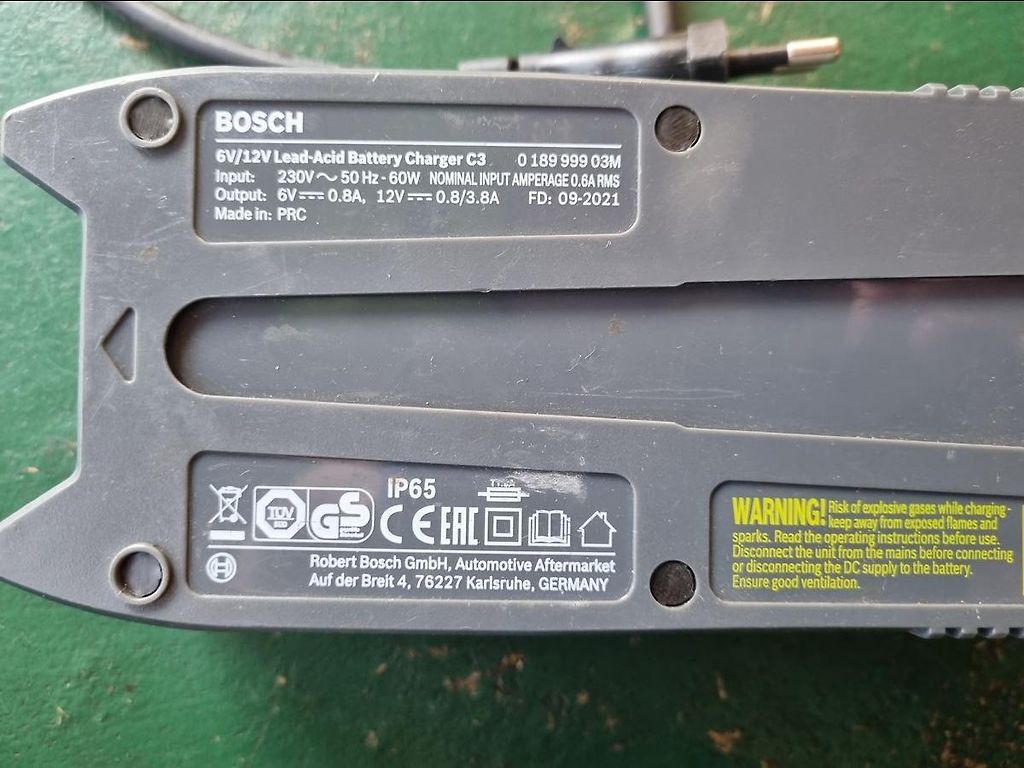 BOSCH
6V/12V Lead-Acid Battery Charger C3 0 189 999 03M
Input: 230V ~ 50 Hz - 60W NOMINAL INPUT AMPERAGE 0.6A RMS
Output: 6V⎓ 0.8A, 12V⎓ 0.8/3.8A FD: 09-2021
Made in: PRC
IP65
TÜV GS CE EAC
Robert Bosch GmbH, Automotive Aftermarket
Auf der Breit 4, 76227 Karlsruhe, GERMANY
WARNING! Risk of explosive gases while charging -
keep away from exposed flames and
sparks. Read the operating instructions before use.
Disconnect the unit from the mains before connecting
or disconnecting the DC supply to the battery.
Ensure good ventilation.